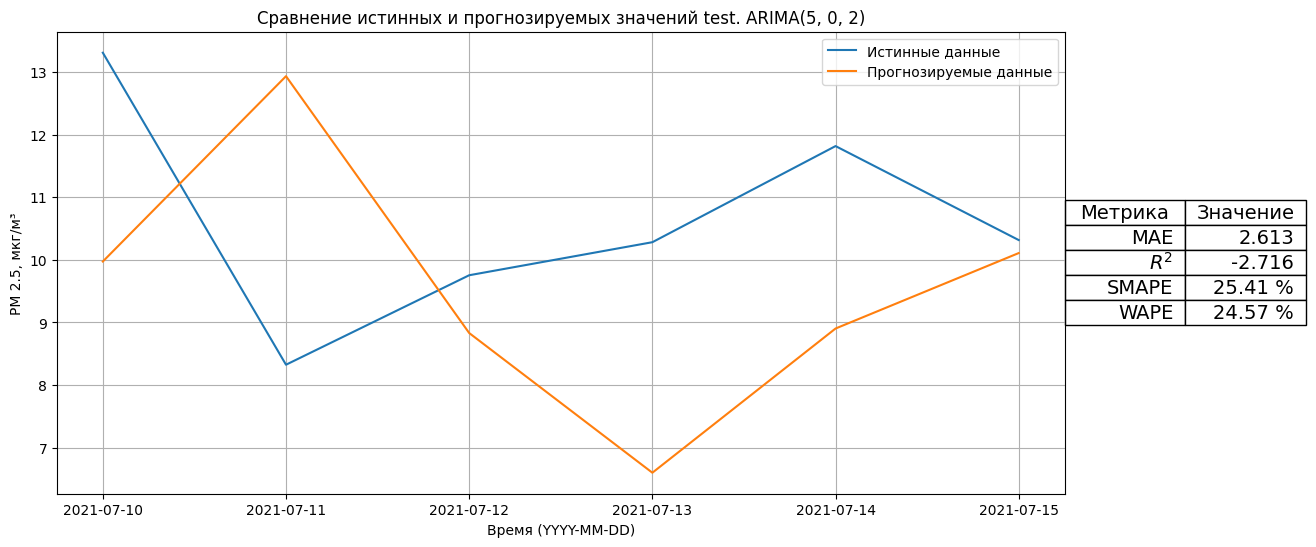 Сравнение истинных и прогнозируемых значений test. ARIMA(5, 0, 2)
Истинные данные
Прогнозируемые данные
PM 2.5, мкг/м³
13
12
11
10
9
8
7
2021-07-10 2021-07-11 2021-07-12 2021-07-13 2021-07-14 2021-07-15
Время (YYYY-MM-DD)
Метрика Значение
MAE 2.613
R² -2.716
SMAPE 25.41 %
WAPE 24.57 %